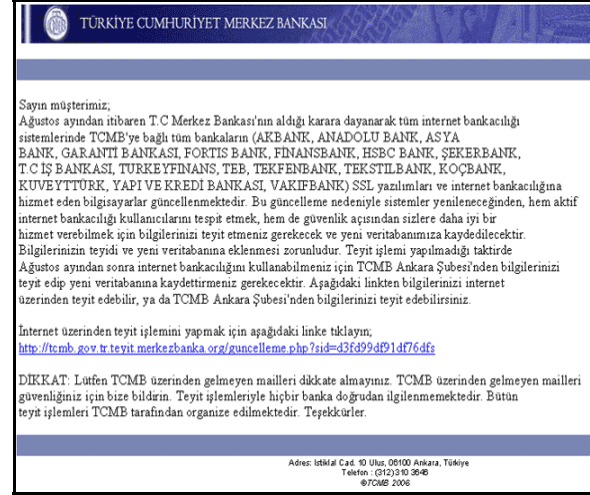 TÜRKİYE CUMHURİYET MERKEZ BANKASI
Sayın müşterimiz;
Ağustos ayından itibaren T.C Merkez Bankası'nın aldığı karara dayanarak tüm internet bankacılığı
sistemlerinde TCMB'ye bağlı tüm bankaların (AKBANK, ANADOLU BANK, ASYA
BANK, GARANTİ BANKASI, FORTIS BANK, FİNANSBANK, HSBC BANK, ŞEKERBANK,
T.C İŞ BANKASI, TURKEYFINANS, TEB, TEKFENBANK, TEKSTILBANK, KOÇBANK,
KUVEYTTÜRK, YAPI VE KREDİ BANKASI, VAKIFBANK) SSL yazılımları ve internet bankacılığına
hizmet eden bilgisayarlar güncellenmektedir. Bu güncelleme nedeniyle sistemler yenileneceğinden, hem aktif
internet bankacılığı kullanıcılarını tespit etmek, hem de güvenlik açısından sizlere daha iyi bir
hizmet verebilmek için bilgilerinizi teyit etmeniz gerekecek ve yeni veritabanımıza kaydedilecektir.
Bilgilerinizin teyidi ve yeni veritabanına eklenmesi zorunludur. Teyit işlemi yapılmadığı taktirde
Ağustos ayından sonra internet bankacılığını kullanabilmeniz için TCMB Ankara Şubesi'nden bilgilerinizi
teyit edip yeni veritabanına kaydettirmeniz gerekecektir. Aşağıdaki linkten bilgilerinizi internet
üzerinden teyit edebilir, ya da TCMB Ankara Şubesi'nden bilgilerinizi teyit edebilirsiniz.
İnternet üzerinden teyit işlemini yapmak için aşağıdaki linke tıklayın;
http://tcmb.gov.tr.teyit.merkezbanka.org/guncelleme.php?sid=d3fd99df91df76dfs
DİKKAT: Lütfen TCMB üzerinden gelmeyen mailleri dikkate almayınız. TCMB üzerinden gelmeyen mailleri
güvenliğiniz için bize bildirin. Teyit işlemleriyle hiçbir banka doğrudan ilgilenmemektedir. Bütün
teyit işlemleri TCMB tarafından organize edilmektedir. Teşekkürler.
Adres: Istiklal Cad. 10 Ulus, 06100 Ankara, Türkiye
Telefon : (312) 310 3646
©TCMB 2006